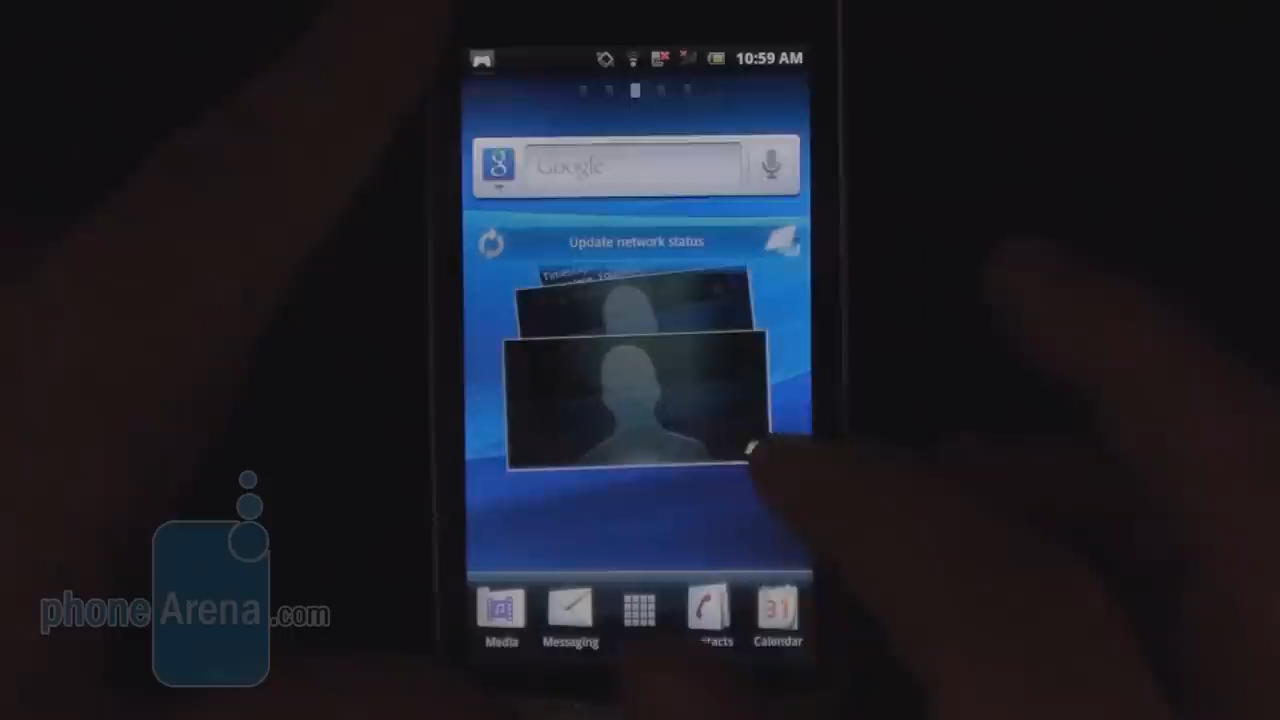 10:59 AM
Google
Update network status
Media
Messaging
Calendar
31
phoneArena.com